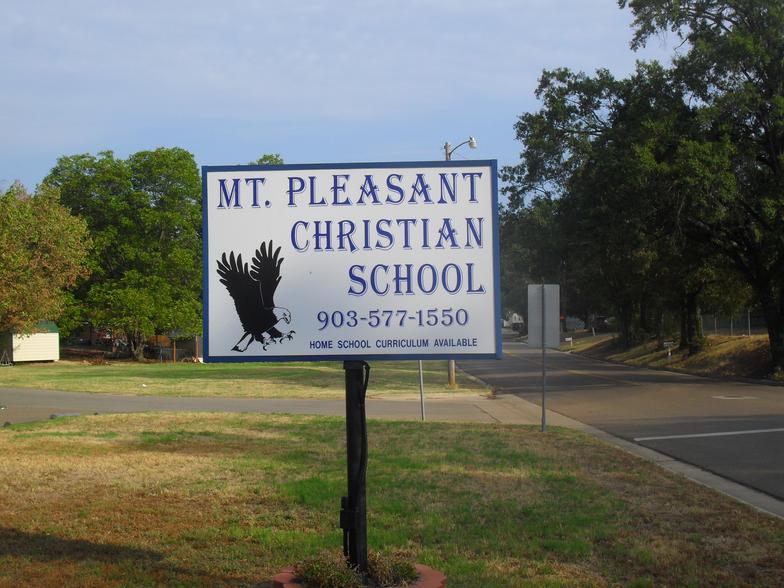 MT. PLEASANT
CHRISTIAN
SCHOOL
903-577-1550
HOME SCHOOL CURRICULUM AVAILABLE